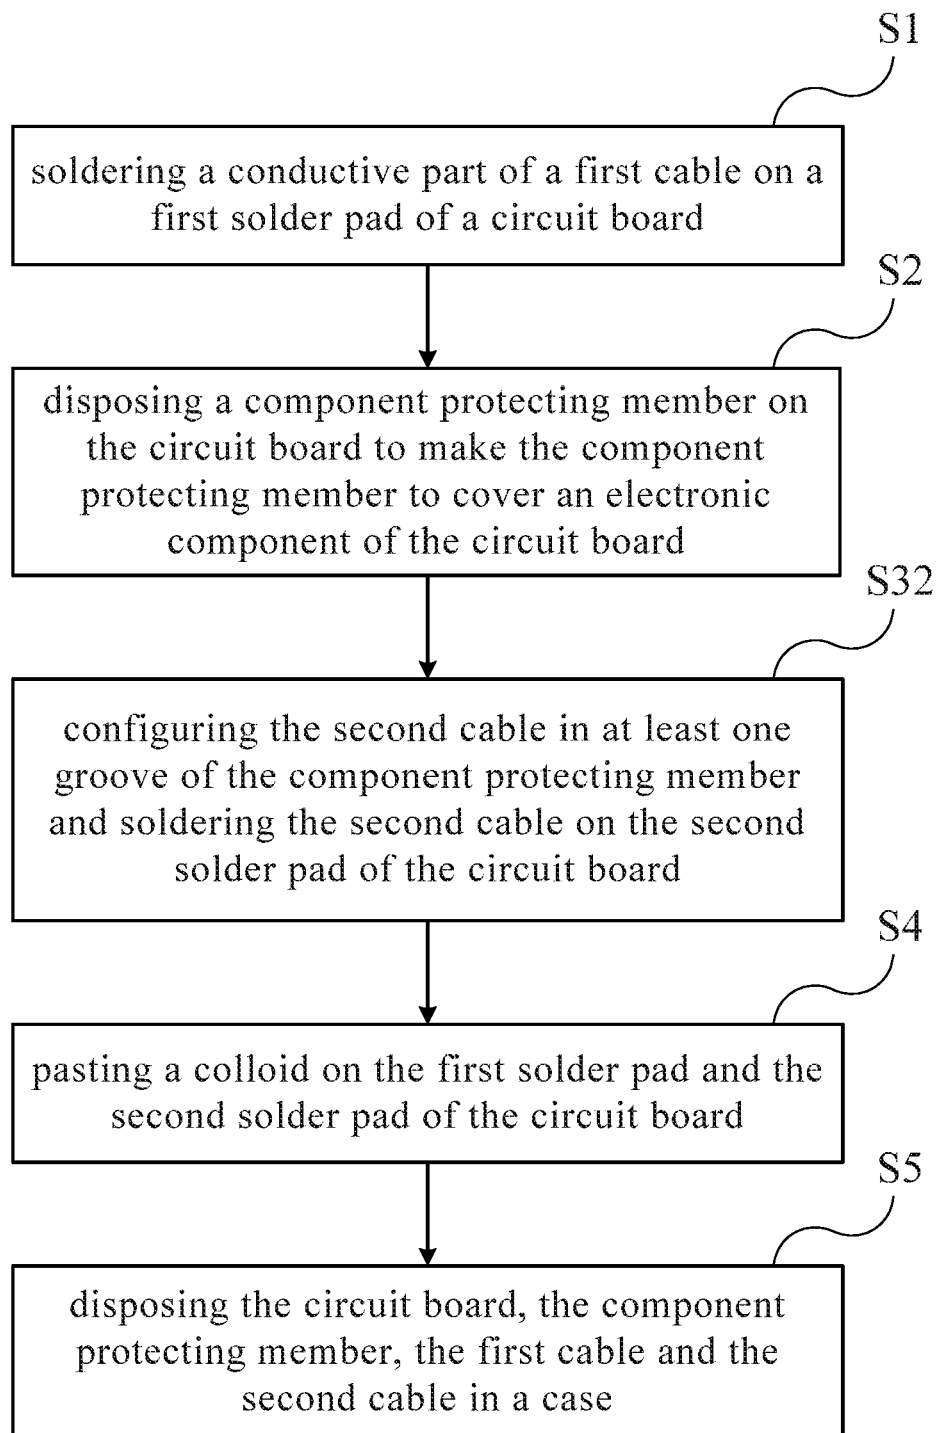 S1
soldering a conductive part of a first cable on a
first solder pad of a circuit board
S2
disposing a component protecting member on
the circuit board to make the component
protecting member to cover an electronic
component of the circuit board
S32
configuring the second cable in at least one
groove of the component protecting member
and soldering the second cable on the second
solder pad of the circuit board
S4
pasting a colloid on the first solder pad and the
second solder pad of the circuit board
S5
disposing the circuit board, the component
protecting member, the first cable and the
second cable in a case